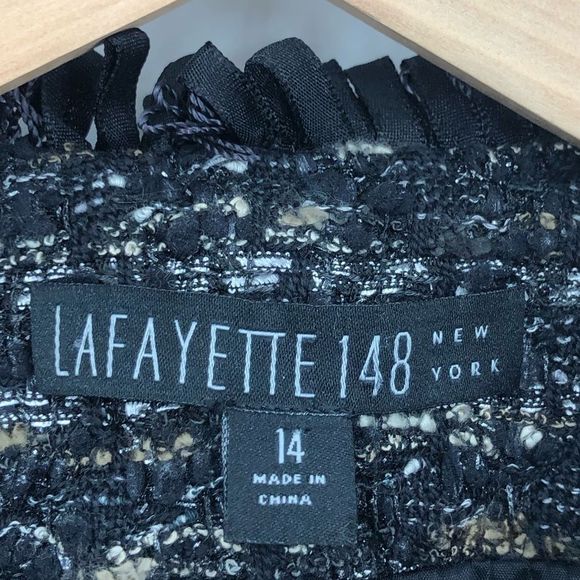 LAFAYETTE 148 NEW YORK
14
MADE IN
CHINA